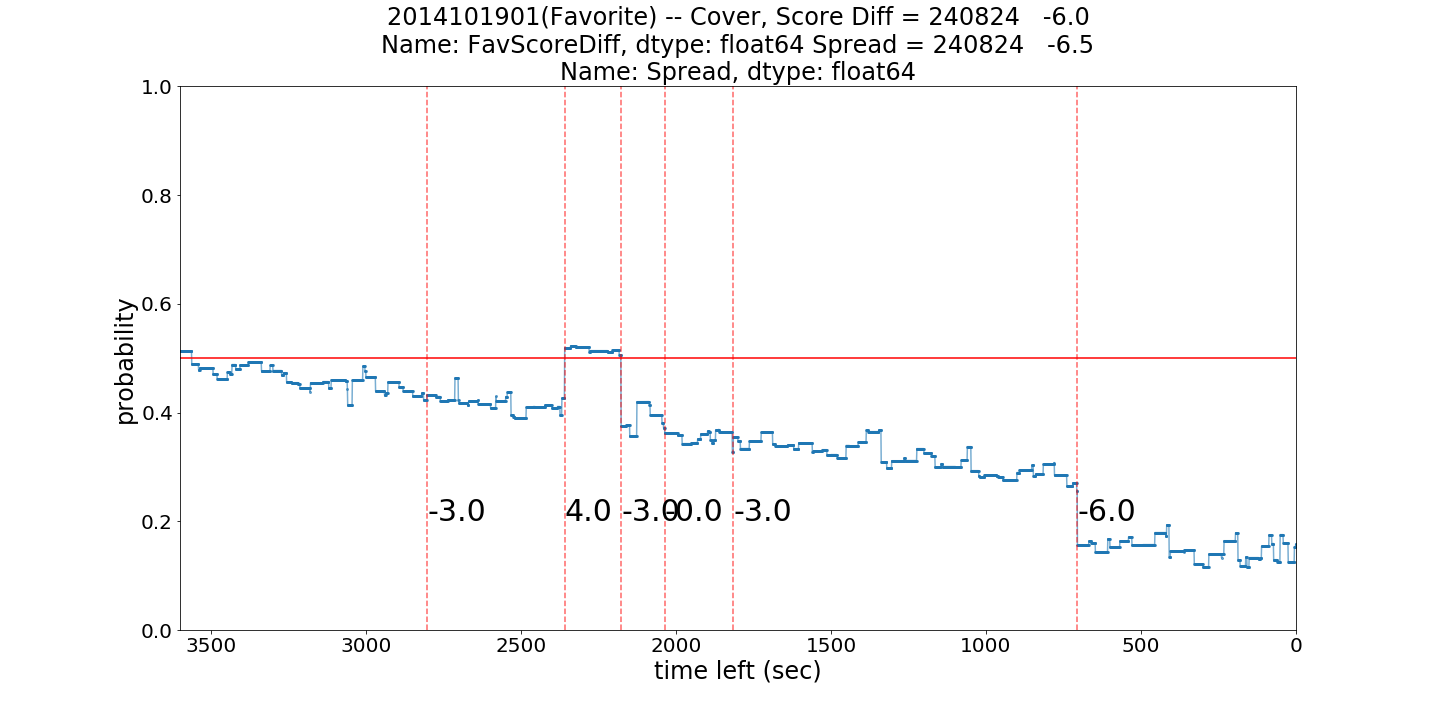 2014101901(Favorite) -- Cover, Score Diff = 240824   -6.0
Name: FavScoreDiff, dtype: float64 Spread = 240824   -6.5
Name: Spread, dtype: float64
1.0
0.8
0.6
0.4
0.2
0.0
probability
-3.0 4.0 -3.0 -0.0 -3.0 -6.0
3500 3000 2500 2000 1500 1000 500 0
time left (sec)